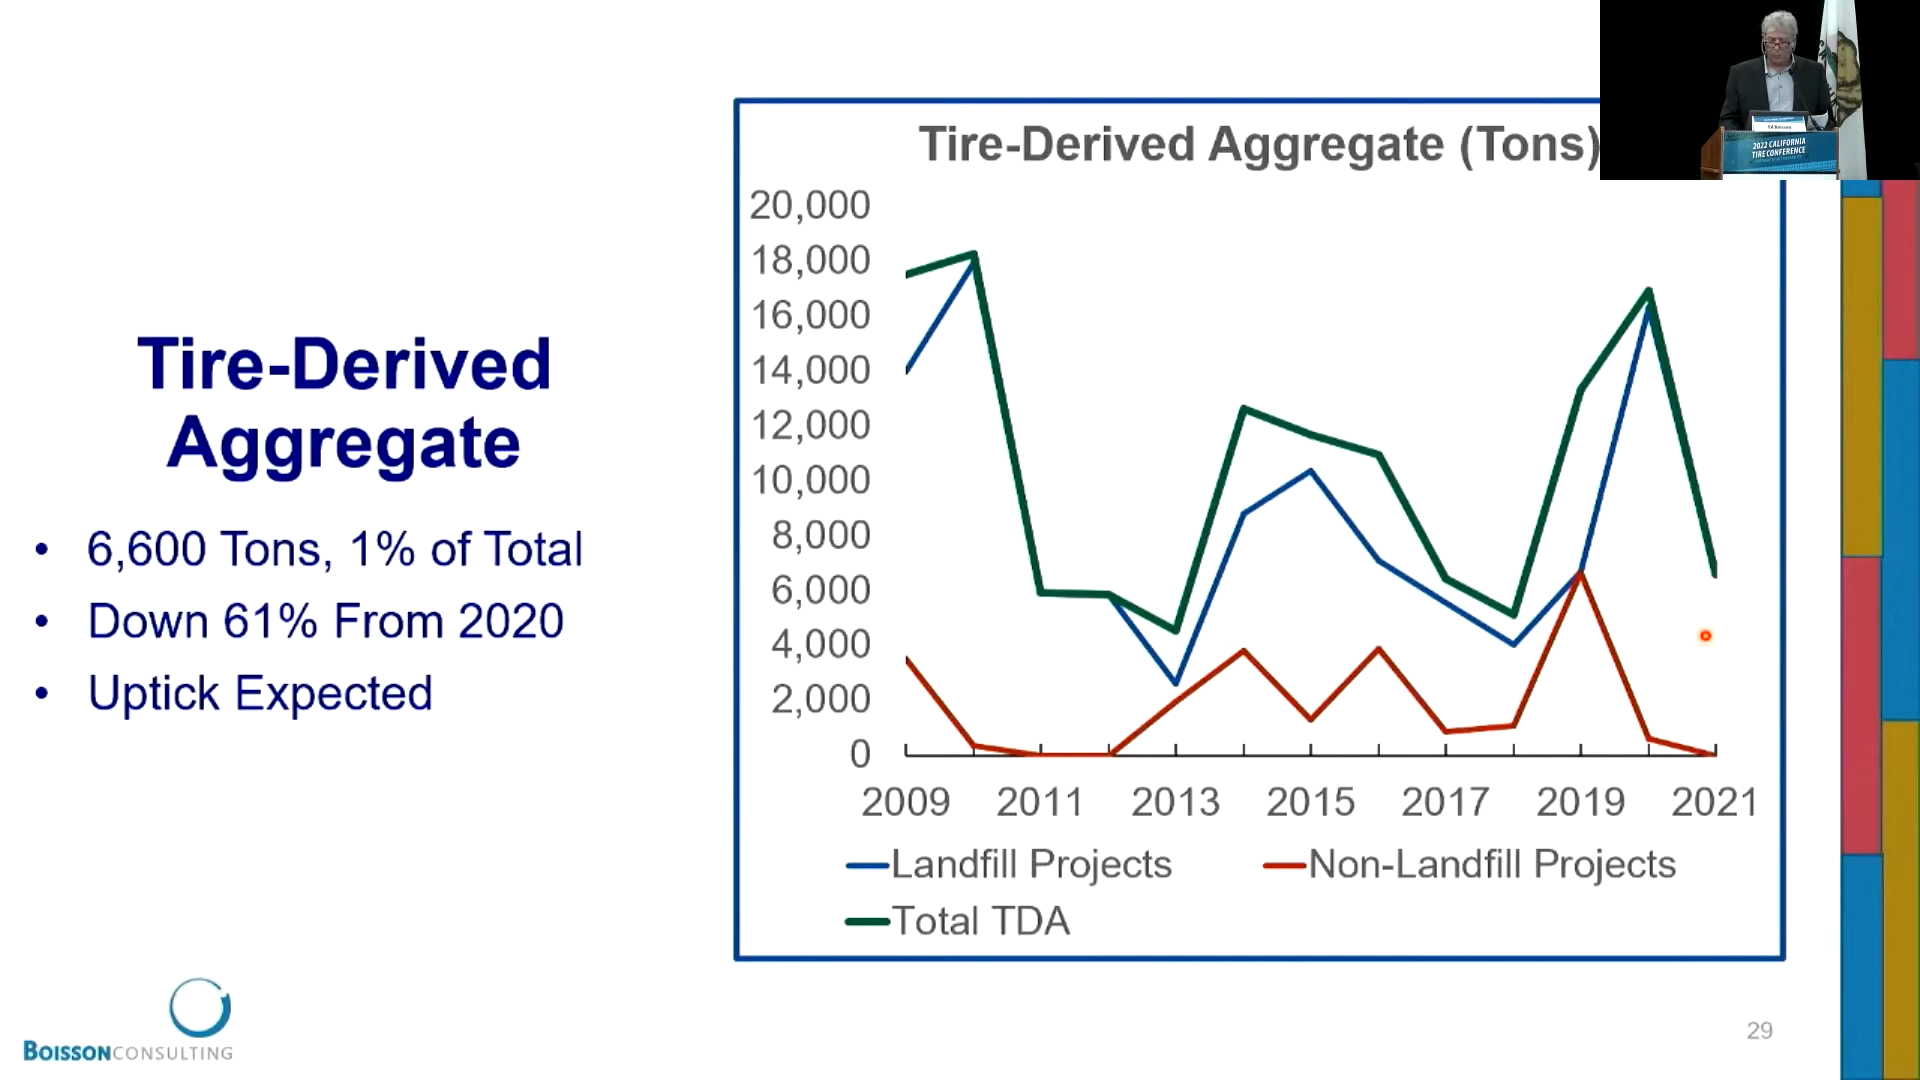 Tire-Derived
Aggregate
• 6,600 Tons, 1% of Total
• Down 61% From 2020
• Uptick Expected
BOISSONCONSULTING
Tire-Derived Aggregate (Tons)
20,000
18,000
16,000
14,000
12,000
10,000
8,000
6,000
4,000
2,000
0
2009 2011 2013 2015 2017 2019 2021
Landfill Projects Non-Landfill Projects
Total TDA
2022 CALIFORNIA
TIRE CONFERENCE
29